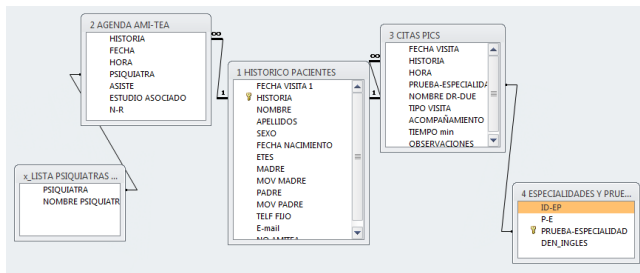 2 AGENDA AMI-TEA
HISTORIA
FECHA
HORA
PSIQUIATRA
ASISTE
ESTUDIO ASOCIADO
N-R
x_LISTA PSIQUIATRAS ...
PSIQUIATRA
NOMBRE PSIQUIATR
∞
1
1 HISTORICO PACIENTES
FECHA VISITA 1
HISTORIA
NOMBRE
APELLIDOS
SEXO
FECHA NACIMIENTO
ETES
MADRE
MOV MADRE
PADRE
MOV PADRE
TELF FIJO
E-mail
NO AMITEA
∞
1
3 CITAS PICS
FECHA VISITA
HISTORIA
HORA
PRUEBA-ESPECIALIDA
NOMBRE DR-DUE
TIPO VISITA
ACOMPAÑAMIENTO
TIEMPO min
OBSERVACIONES
4 ESPECIALIDADES Y PRUE...
ID-EP
P-E
PRUEBA-ESPECIALIDAD
DEN_INGLES